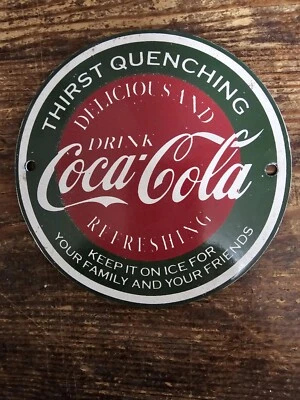 THIRST QUENCHING
DELICIOUS AND
DRINK
Coca-Cola
REFRESHING
KEEP IT ON ICE FOR
YOUR FAMILY AND YOUR FRIENDS